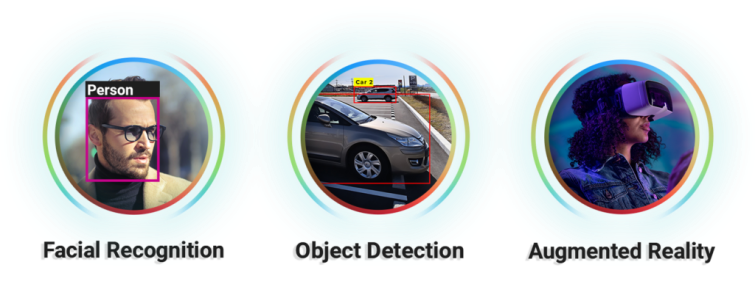 Person
Car 2
Facial Recognition
Object Detection
Augmented Reality